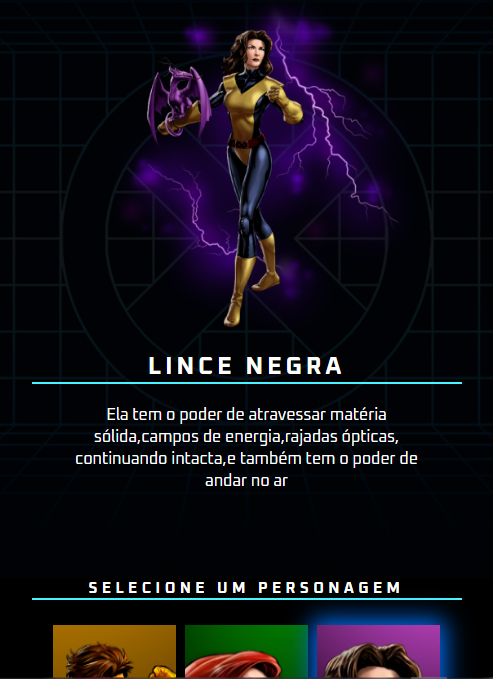 LINCE NEGRA
Ela tem o poder de atravessar matéria
sólida,campos de energia,rajadas ópticas,
continuando intacta,e também tem o poder de
andar no ar
SELECIONE UM PERSONAGEM